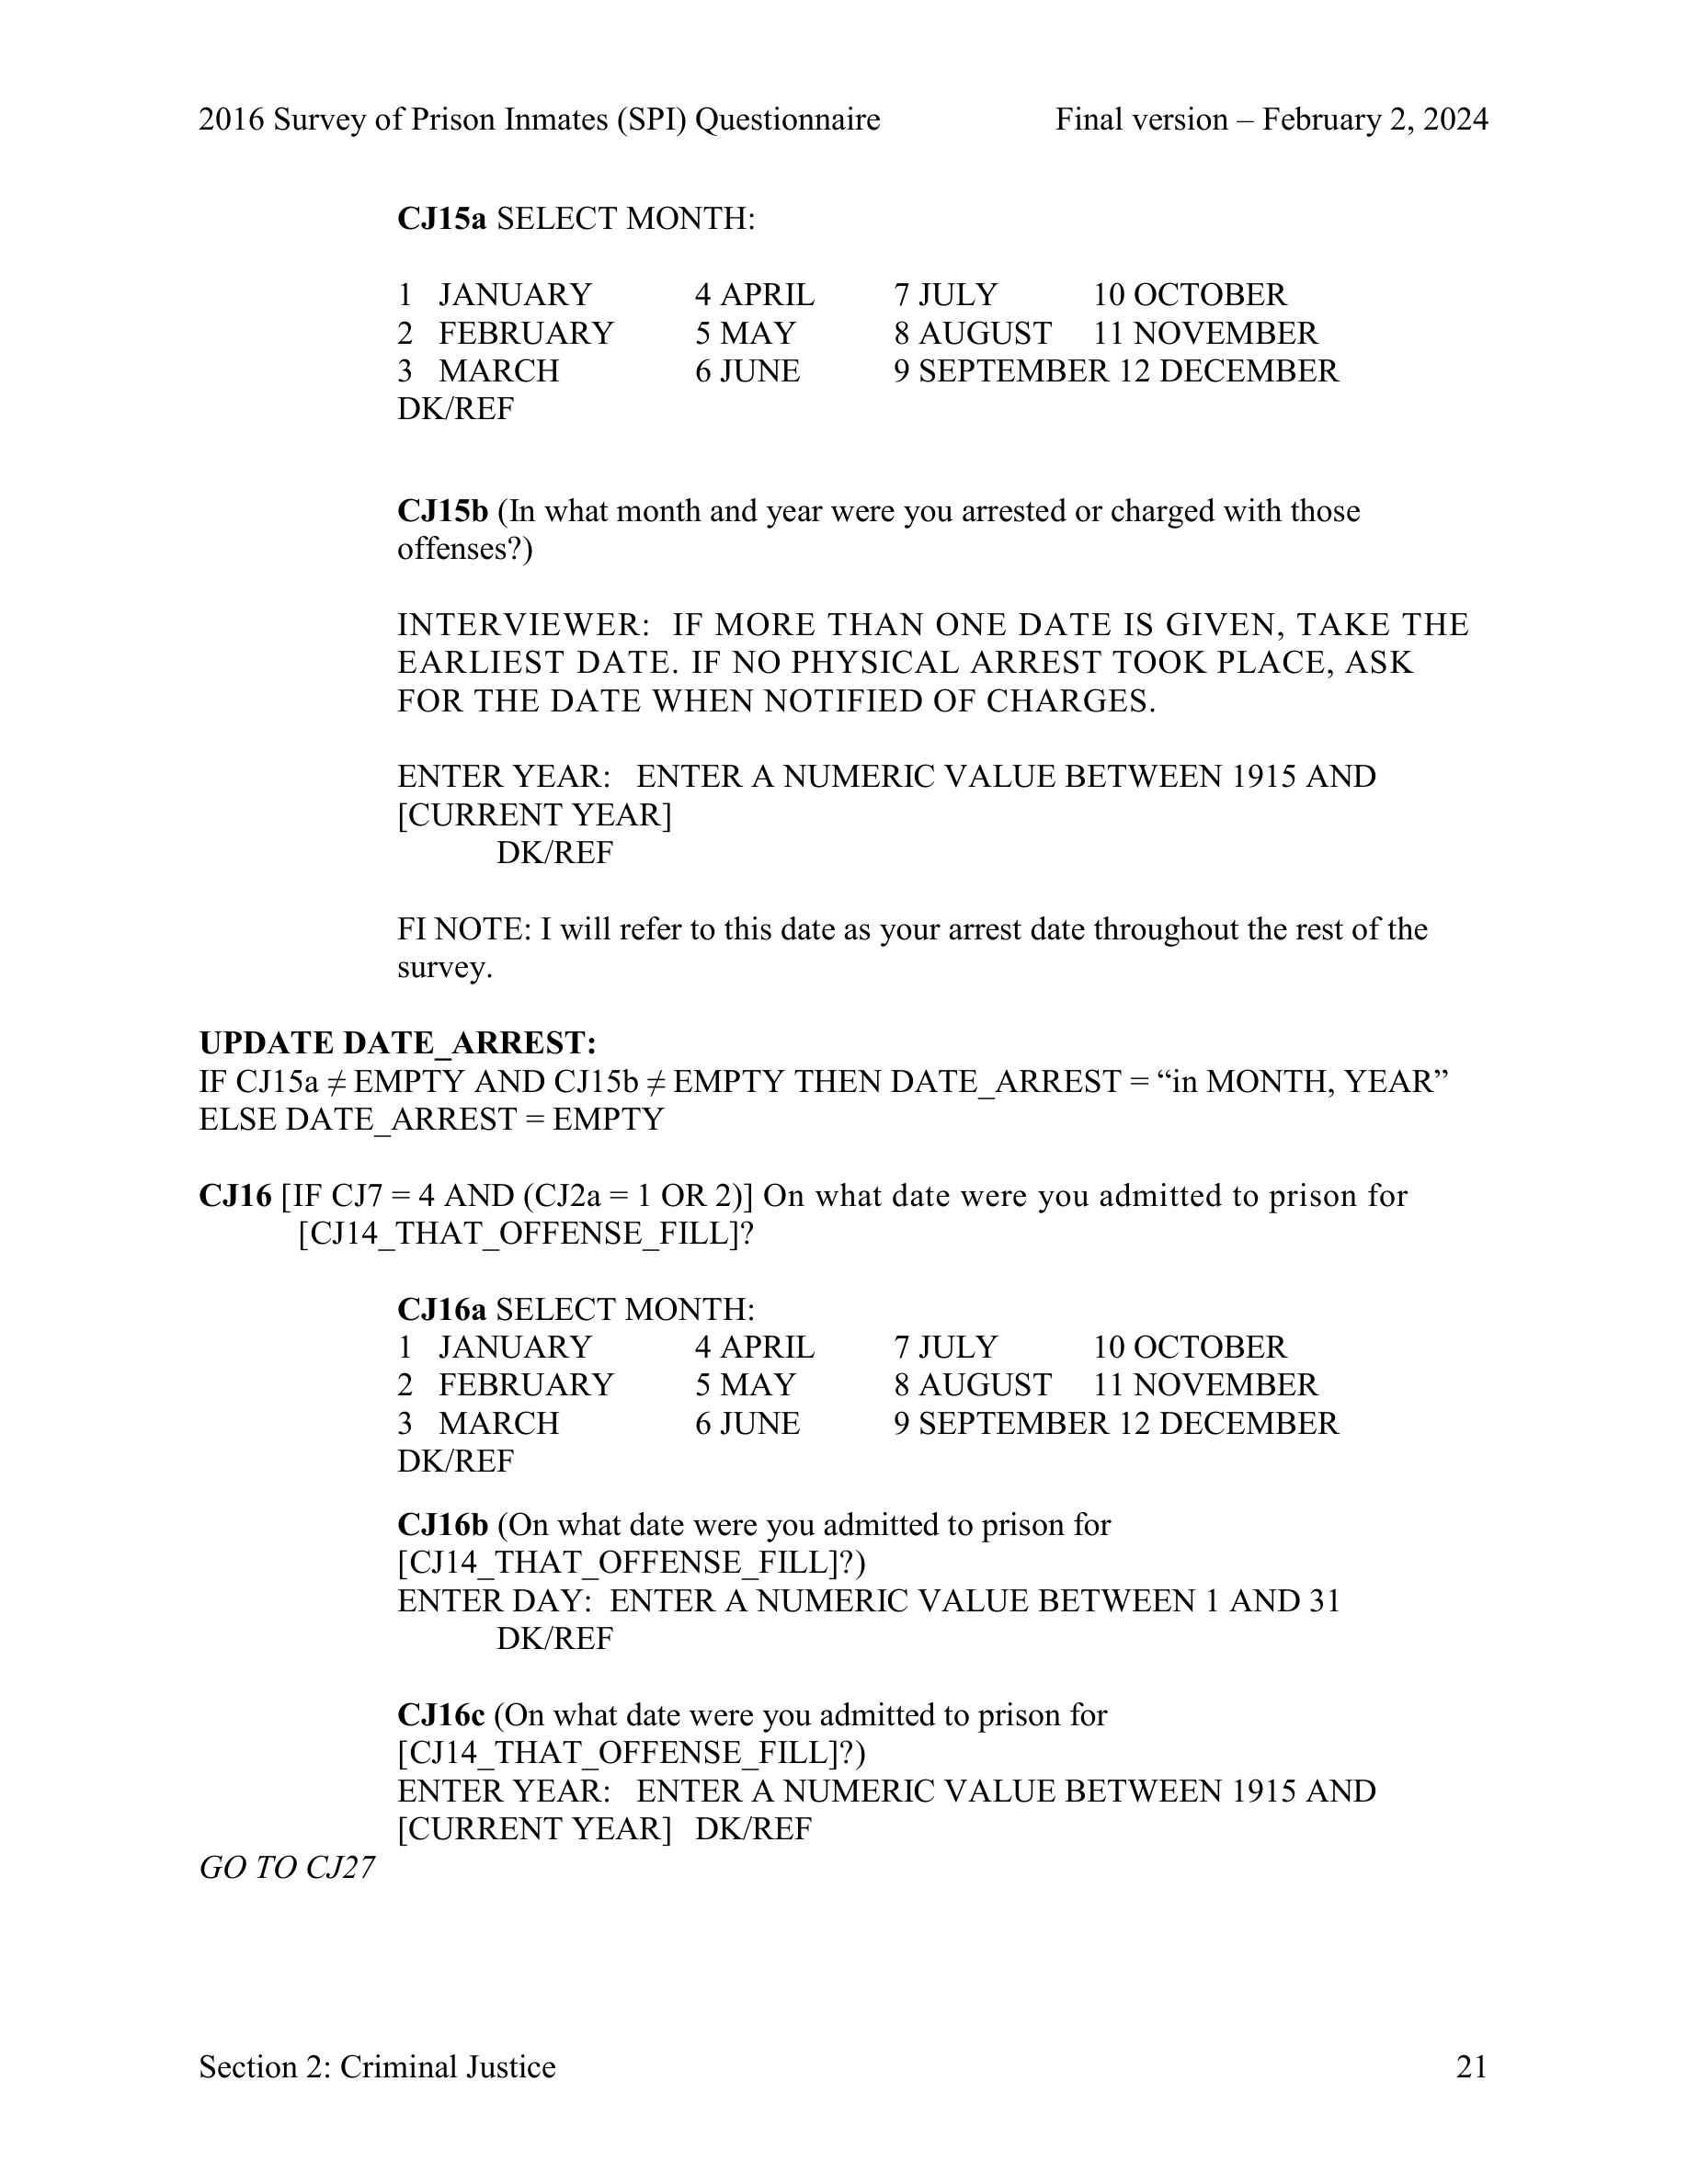 2016 Survey of Prison Inmates (SPI) Questionnaire Final version – February 2, 2024
CJ15a SELECT MONTH:
1 JANUARY 4 APRIL 7 JULY 10 OCTOBER
2 FEBRUARY 5 MAY 8 AUGUST 11 NOVEMBER
3 MARCH 6 JUNE 9 SEPTEMBER 12 DECEMBER
DK/REF
CJ15b (In what month and year were you arrested or charged with those
offenses?)
INTERVIEWER: IF MORE THAN ONE DATE IS GIVEN, TAKE THE
EARLIEST DATE. IF NO PHYSICAL ARREST TOOK PLACE, ASK
FOR THE DATE WHEN NOTIFIED OF CHARGES.
ENTER YEAR: ENTER A NUMERIC VALUE BETWEEN 1915 AND
[CURRENT YEAR]
DK/REF
FI NOTE: I will refer to this date as your arrest date throughout the rest of the
survey.
UPDATE DATE_ARREST:
IF CJ15a ≠ EMPTY AND CJ15b ≠ EMPTY THEN DATE_ARREST = “in MONTH, YEAR”
ELSE DATE_ARREST = EMPTY
CJ16 [IF CJ7 = 4 AND (CJ2a = 1 OR 2)] On what date were you admitted to prison for
[CJ14_THAT_OFFENSE_FILL]?
CJ16a SELECT MONTH:
1 JANUARY 4 APRIL 7 JULY 10 OCTOBER
2 FEBRUARY 5 MAY 8 AUGUST 11 NOVEMBER
3 MARCH 6 JUNE 9 SEPTEMBER 12 DECEMBER
DK/REF
CJ16b (On what date were you admitted to prison for
[CJ14_THAT_OFFENSE_FILL]?)
ENTER DAY: ENTER A NUMERIC VALUE BETWEEN 1 AND 31
DK/REF
CJ16c (On what date were you admitted to prison for
[CJ14_THAT_OFFENSE_FILL]?)
ENTER YEAR: ENTER A NUMERIC VALUE BETWEEN 1915 AND
[CURRENT YEAR] DK/REF
GO TO CJ27
Section 2: Criminal Justice 21